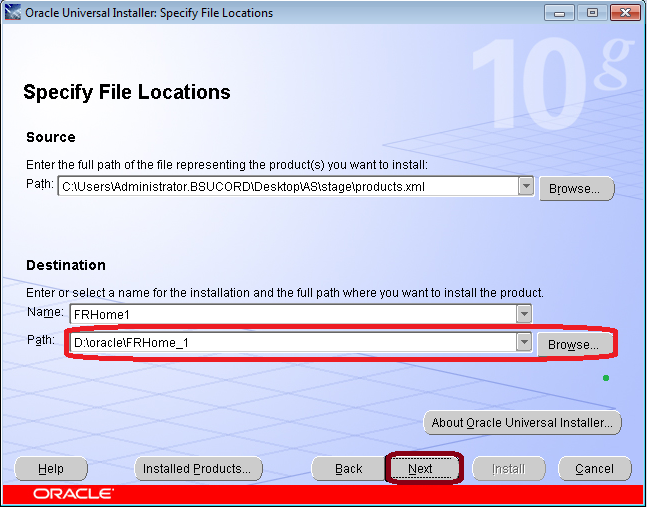 Oracle Universal Installer: Specify File Locations
10g
Specify File Locations
Source
Enter the full path of the file representing the product(s) you want to install:
Path: C:\Users\Administrator.BSUCORD\Desktop\AS\stage\products.xml Browse...
Destination
Enter or select a name for the installation and the full path where you want to install the product.
Name: FRHome1
Path: D:\oracle\FRHome_1 Browse...
About Oracle Universal Installer...
Help Installed Products... Back Next Install Cancel
ORACLE